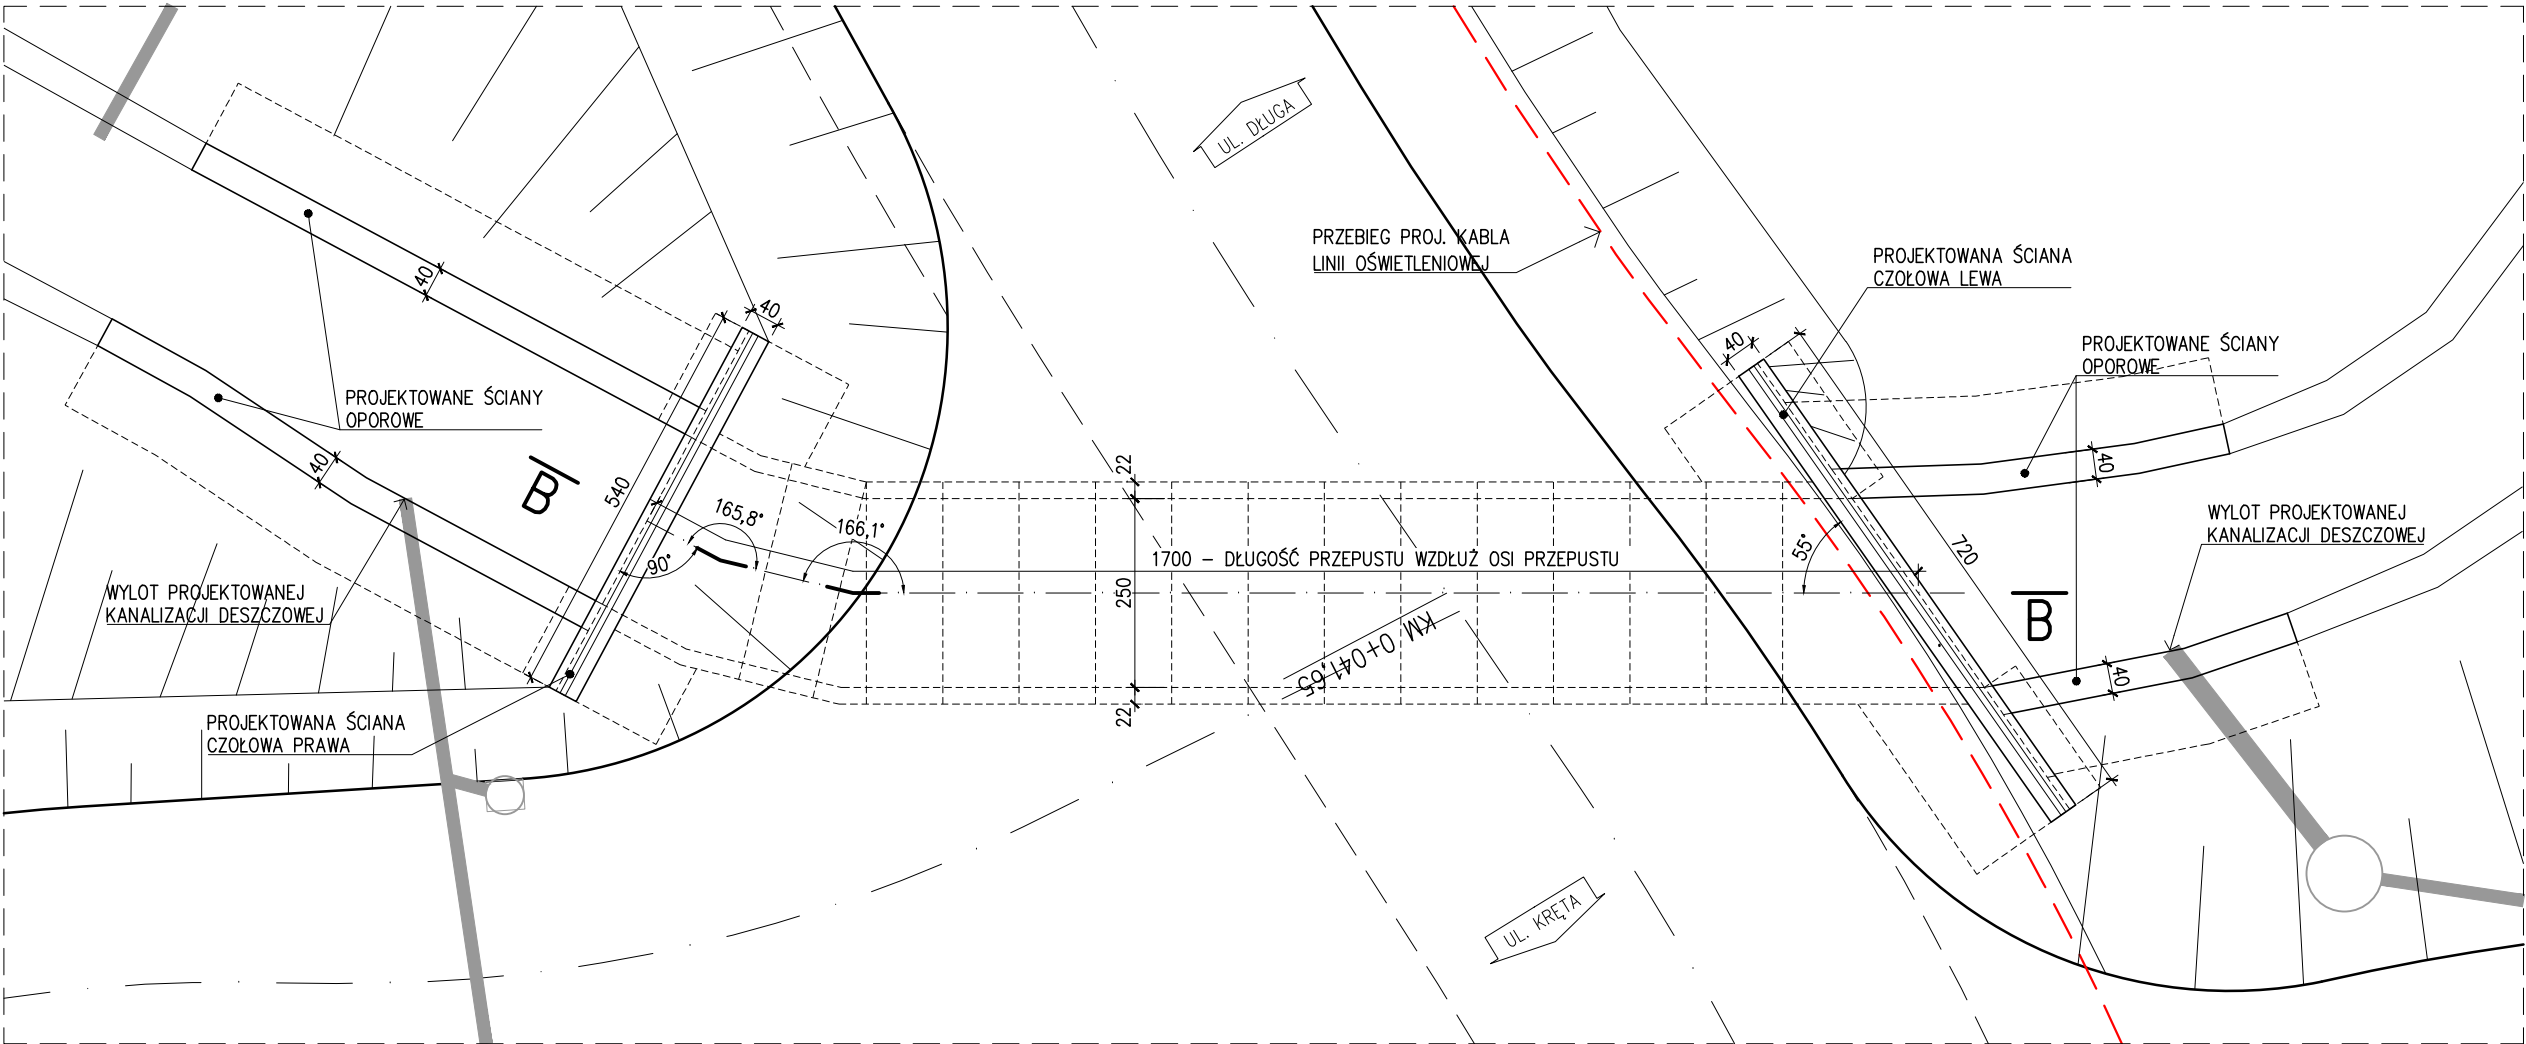 UL. DŁUGA
PRZEBIEG PROJ. KABLA
LINII OŚWIETLENIOWEJ
PROJEKTOWANA ŚCIANA
CZOŁOWA LEWA
PROJEKTOWANE ŚCIANY
OPOROWE
40
40
40
PROJEKTOWANE ŚCIANY
OPOROWE
40
40
B
540
22
165,8°
166,1°
90°
1700 – DŁUGOŚĆ PRZEPUSTU WZDŁUŻ OSI PRZEPUSTU
55°
720
WYLOT PROJEKTOWANEJ
KANALIZACJI DESZCZOWEJ
WYLOT PROJEKTOWANEJ
KANALIZACJI DESZCZOWEJ
250
B
KM 0+041,65
40
22
PROJEKTOWANA ŚCIANA
CZOŁOWA PRAWA
UL. KRĘTA